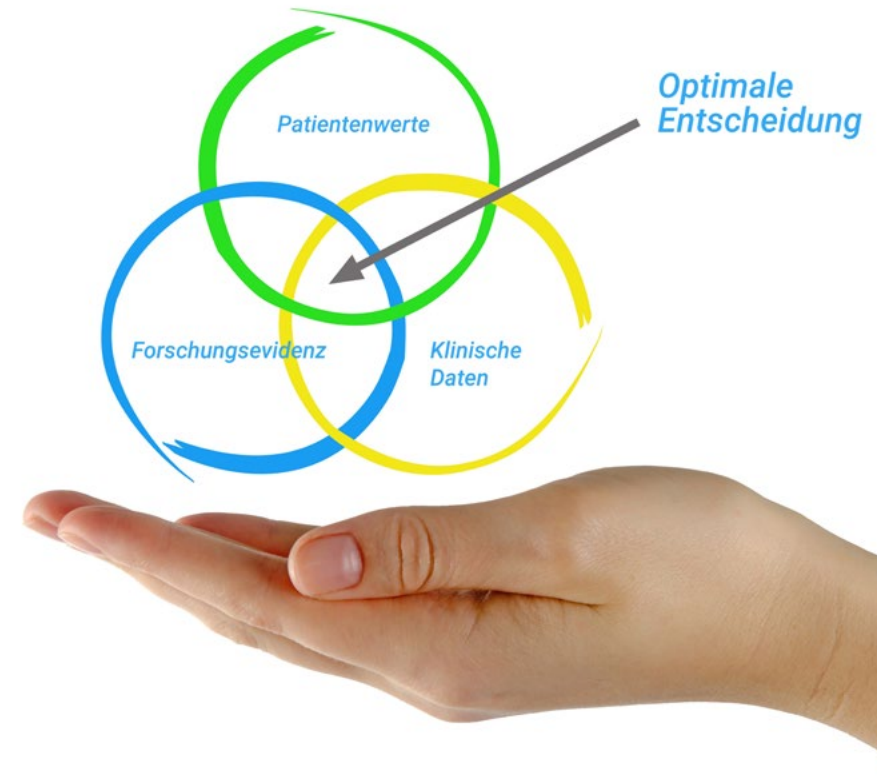 Patientenwerte
Optimale
Entscheidung
Forschungsevidenz
Klinische
Daten